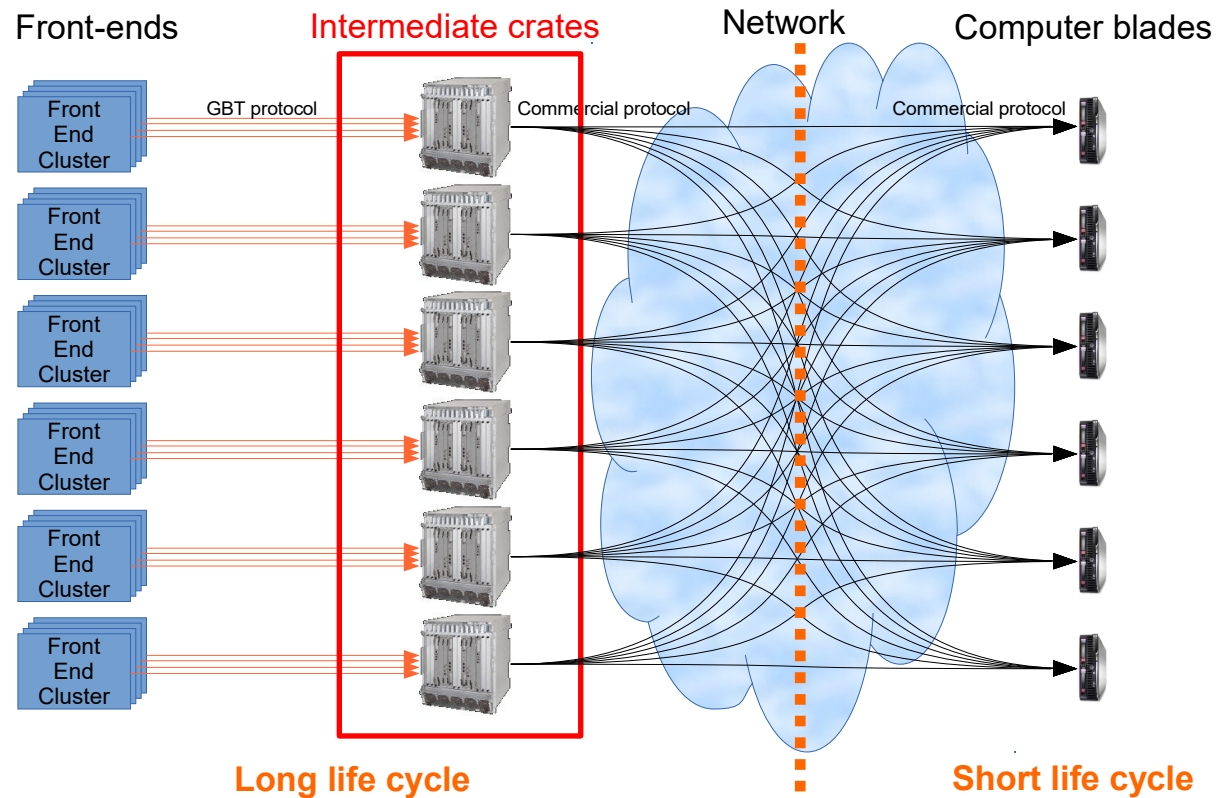 Front-ends
Intermediate crates
Network
Computer blades
GBT protocol
Commercial protocol
Commercial protocol
Front
End
Cluster
Front
End
Cluster
Front
End
Cluster
Front
End
Cluster
Front
End
Cluster
Front
End
Cluster
Long life cycle
Short life cycle